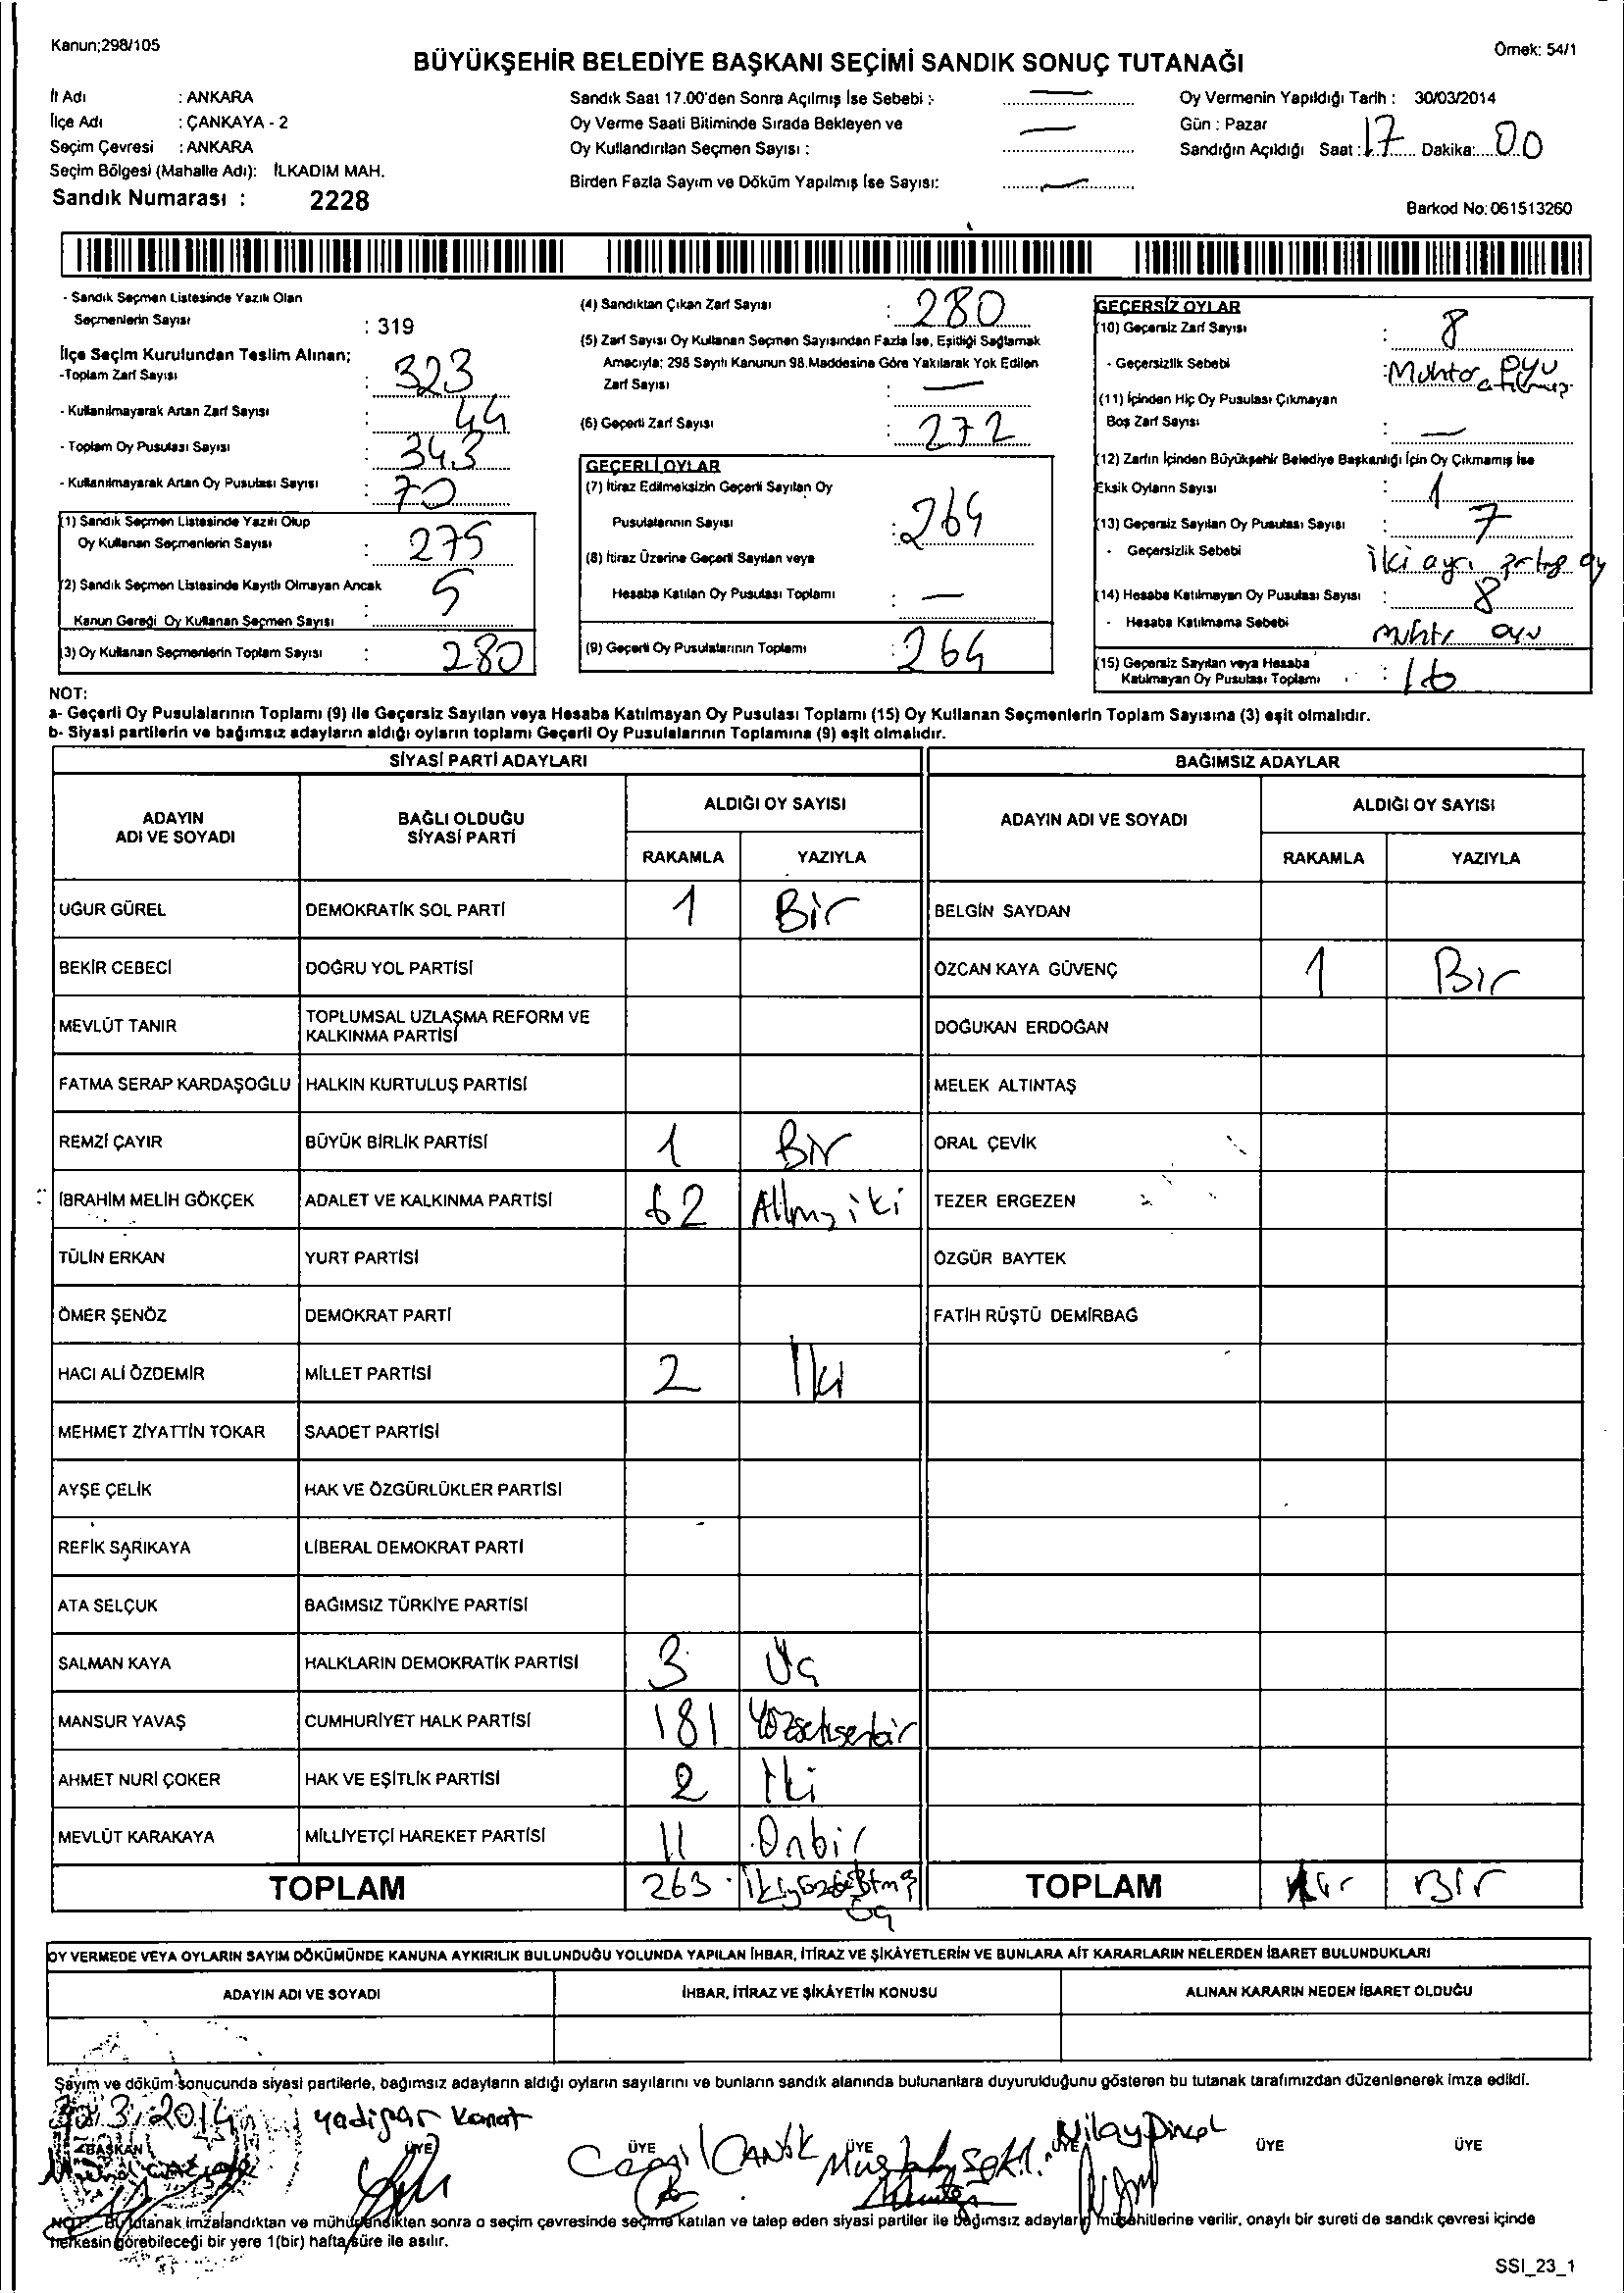 Kanun;298/105
Örnek: 54/1
BÜYÜKŞEHİR BELEDİYE BAŞKANI SEÇİMİ SANDIK SONUÇ TUTANAĞI
İl Adı : ANKARA
İlçe Adı : ÇANKAYA - 2
Seçim Çevresi : ANKARA
Seçim Bölgesi (Mahalle Adı): İLKADIM MAH.
Sandık Numarası : 2228
Sandık Saat 17.00'den Sonra Açılmış İse Sebebi :- —
Oy Verme Saati Bitiminde Sırada Bekleyen ve
Oy Kullandırılan Seçmen Sayısı : —
Birden Fazla Sayım ve Döküm Yapılmış İse Sayısı: —
Oy Vermenin Yapıldığı Tarih : 30/03/2014
Gün : Pazar
Sandığın Açıldığı Saat : 17 Dakika: 00
Barkod No: 061513260
- Sandık Seçmen Listesinde Yazılı Olan
Seçmenlerin Sayısı : 319
İlçe Seçim Kurulundan Teslim Alınan;
-Toplam Zarf Sayısı : 323
- Kullanılmayarak Artan Zarf Sayısı : 44
- Toplam Oy Pusulası Sayısı : 343
- Kullanılmayarak Artan Oy Pusulası Sayısı : 70
(1) Sandık Seçmen Listesinde Yazılı Olup
Oy Kullanan Seçmenlerin Sayısı : 275
(2) Sandık Seçmen Listesinde Kayıtlı Olmayan Ancak
Kanun Gereği Oy Kullanan Seçmen Sayısı : 5
(3) Oy Kullanan Seçmenlerin Toplam Sayısı : 280
(4) Sandıktan Çıkan Zarf Sayısı : 280
(5) Zarf Sayısı Oy Kullanan Seçmen Sayısından Fazla İse, Eşitliği Sağlamak
Amacıyla; 298 Sayılı Kanunun 98.Maddesine Göre Yakılarak Yok Edilen
Zarf Sayısı : —
(6) Geçerli Zarf Sayısı : 272
GEÇERLİ OYLAR
(7) İtiraz Edilmeksizin Geçerli Sayılan Oy
Pusulalarının Sayısı : 264
(8) İtiraz Üzerine Geçerli Sayılan veya
Hesaba Katılan Oy Pusulası Toplamı : —
(9) Geçerli Oy Pusulalarının Toplamı : 264
GEÇERSİZ OYLAR
(10) Geçersiz Zarf Sayısı : 8
- Geçersizlik Sebebi : Muhtar oyu atılmış.
(11) İçinden Hiç Oy Pusulası Çıkmayan
Boş Zarf Sayısı : —
(12) Zarfın İçinden Büyükşehir Belediye Başkanlığı İçin Oy Çıkmamış İse
Eksik Oyların Sayısı : 1
(13) Geçersiz Sayılan Oy Pusulası Sayısı : 7
- Geçersizlik Sebebi iki ayrı oy
(14) Hesaba Katılmayan Oy Pusulası Sayısı : 8
- Hesaba Katılmama Sebebi muhtr oyu
(15) Geçersiz Sayılan veya Hesaba
Katılmayan Oy Pusulası Toplamı : 16
NOT:
a- Geçerli Oy Pusulalarının Toplamı (9) ile Geçersiz Sayılan veya Hesaba Katılmayan Oy Pusulası Toplamı (15) Oy Kullanan Seçmenlerin Toplam Sayısına (3) eşit olmalıdır.
b- Siyasi partilerin ve bağımsız adayların aldığı oyların toplamı Geçerli Oy Pusulalarının Toplamına (9) eşit olmalıdır.
SİYASİ PARTİ ADAYLARI BAĞIMSIZ ADAYLAR
ADAYIN
ADI VE SOYADI
BAĞLI OLDUĞU
SİYASİ PARTİ
ALDIĞI OY SAYISI
RAKAMLA YAZIYLA
ADAYIN ADI VE SOYADI
ALDIĞI OY SAYISI
RAKAMLA YAZIYLA
UĞUR GÜREL DEMOKRATİK SOL PARTİ 1 Bir BELGİN SAYDAN
BEKİR CEBECİ DOĞRU YOL PARTİSİ ÖZCAN KAYA GÜVENÇ 1 Bir
MEVLÜT TANIR TOPLUMSAL UZLAŞMA REFORM VE
KALKINMA PARTİSİ DOĞUKAN ERDOĞAN
FATMA SERAP KARDAŞOĞLU HALKIN KURTULUŞ PARTİSİ MELEK ALTINTAŞ
REMZİ ÇAYIR BÜYÜK BİRLİK PARTİSİ 1 Bir ORAL ÇEVİK
İBRAHİM MELİH GÖKÇEK ADALET VE KALKINMA PARTİSİ 62 Altmış iki TEZER ERGEZEN
TÜLİN ERKAN YURT PARTİSİ ÖZGÜR BAYTEK
ÖMER ŞENÖZ DEMOKRAT PARTİ FATİH RÜŞTÜ DEMİRBAĞ
HACI ALİ ÖZDEMİR MİLLET PARTİSİ 2 İki
MEHMET ZİYATTİN TOKAR SAADET PARTİSİ
AYŞE ÇELİK HAK VE ÖZGÜRLÜKLER PARTİSİ
REFİK SARIKAYA LİBERAL DEMOKRAT PARTİ
ATA SELÇUK BAĞIMSIZ TÜRKİYE PARTİSİ
SALMAN KAYA HALKLARIN DEMOKRATİK PARTİSİ 3 Üç
MANSUR YAVAŞ CUMHURİYET HALK PARTİSİ 181 Yüzseksenbir
AHMET NURİ ÇOKER HAK VE EŞİTLİK PARTİSİ 2 İki
MEVLÜT KARAKAYA MİLLİYETÇİ HAREKET PARTİSİ 11 Onbir
TOPLAM 263 İkiyüzaltmış Üç TOPLAM Bir
OY VERMEDE VEYA OYLARIN SAYIM DÖKÜMÜNDE KANUNA AYKIRILIK BULUNDUĞU YOLUNDA YAPILAN İHBAR, İTİRAZ VE ŞİKÂYETLERİN VE BUNLARA AİT KARARLARIN NELERDEN İBARET BULUNDUKLARI
ADAYIN ADI VE SOYADI İHBAR, İTİRAZ VE ŞİKÂYETİN KONUSU ALINAN KARARIN NEDEN İBARET OLDUĞU
Sayım ve döküm sonucunda siyasi partilerle, bağımsız adayların aldığı oyların sayılarını ve bunların sandık alanında bulunanlara duyurulduğunu gösteren bu tutanak tarafımızdan düzenlenerek imza edildi.
30/3/2014 Yadigar Kanat
BAŞKAN ÜYE ÜYE ÜYE ÜYE ÜYE ÜYE
Nilay Dinçel
NOT: Bu tutanak imzalandıktan ve mühürlendikten sonra o seçim çevresinde seçime katılan ve talep eden siyasi partiler ile bağımsız adayların müşahitlerine verilir, onaylı bir sureti de sandık çevresi içinde
herkesin görebileceği bir yere 1(bir) hafta süre ile asılır.
SSI_23_1